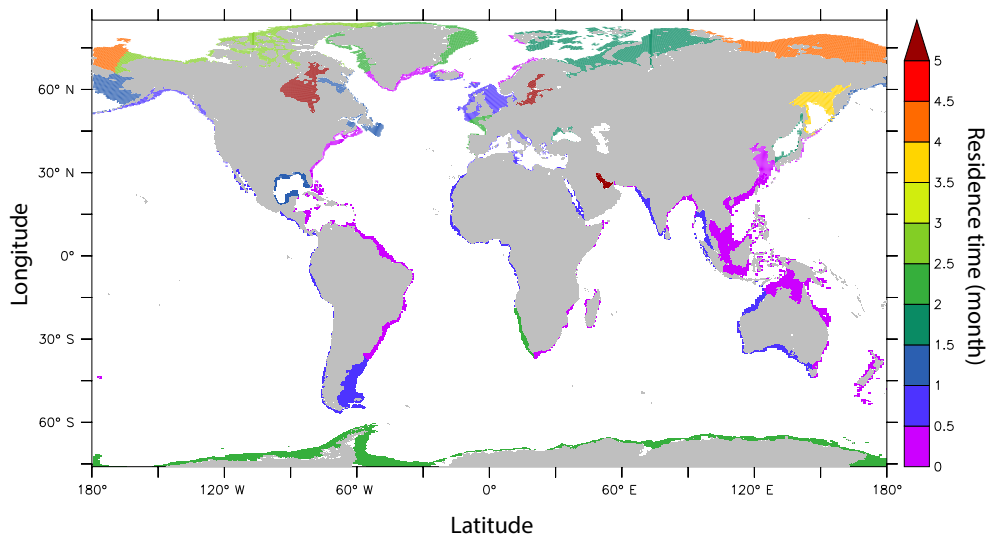 60° N
30° N
0°
30° S
60° S
Longitude
180°
120° W
60° W
0°
60° E
120° E
180°
Latitude
5
4.5
4
3.5
3
2.5
2
1.5
1
0.5
0
Residence time (month)